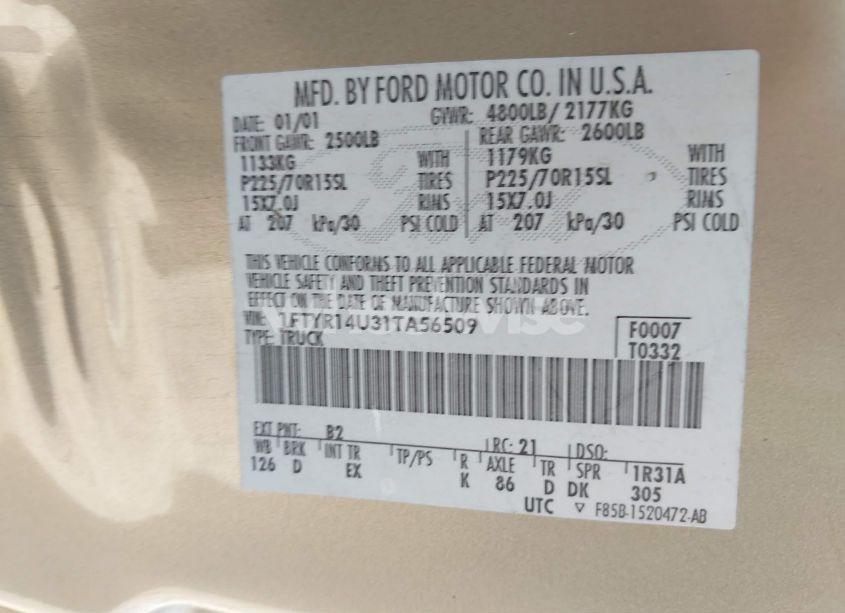 MFD. BY FORD MOTOR CO. IN U.S.A.
DATE: 01/01 GVWR: 4800LB/ 2177KG
FRONT GAWR: 2500LB REAR GAWR: 2600LB
1133KG WITH 1179KG WITH
P225/70R15SL TIRES P225/70R15SL TIRES
15X7.0J RIMS 15X7.0J RIMS
AT 207 kPa/30 PSI COLD AT 207 kPa/30 PSI COLD
THIS VEHICLE CONFORMS TO ALL APPLICABLE FEDERAL MOTOR
VEHICLE SAFETY AND THEFT PREVENTION STANDARDS IN
EFFECT ON THE DATE OF MANUFACTURE SHOWN ABOVE.
VIN: 1FTYR14U31TA56509 F0007
TYPE: TRUCK T0332
EXT PNT: B2 RC: 21 DSO:
WB BRK INT TR TP/PS R AXLE TR SPR 1R31A
126 D EX K 86 D DK 305
UTC ▽ F85B-1520472-AB